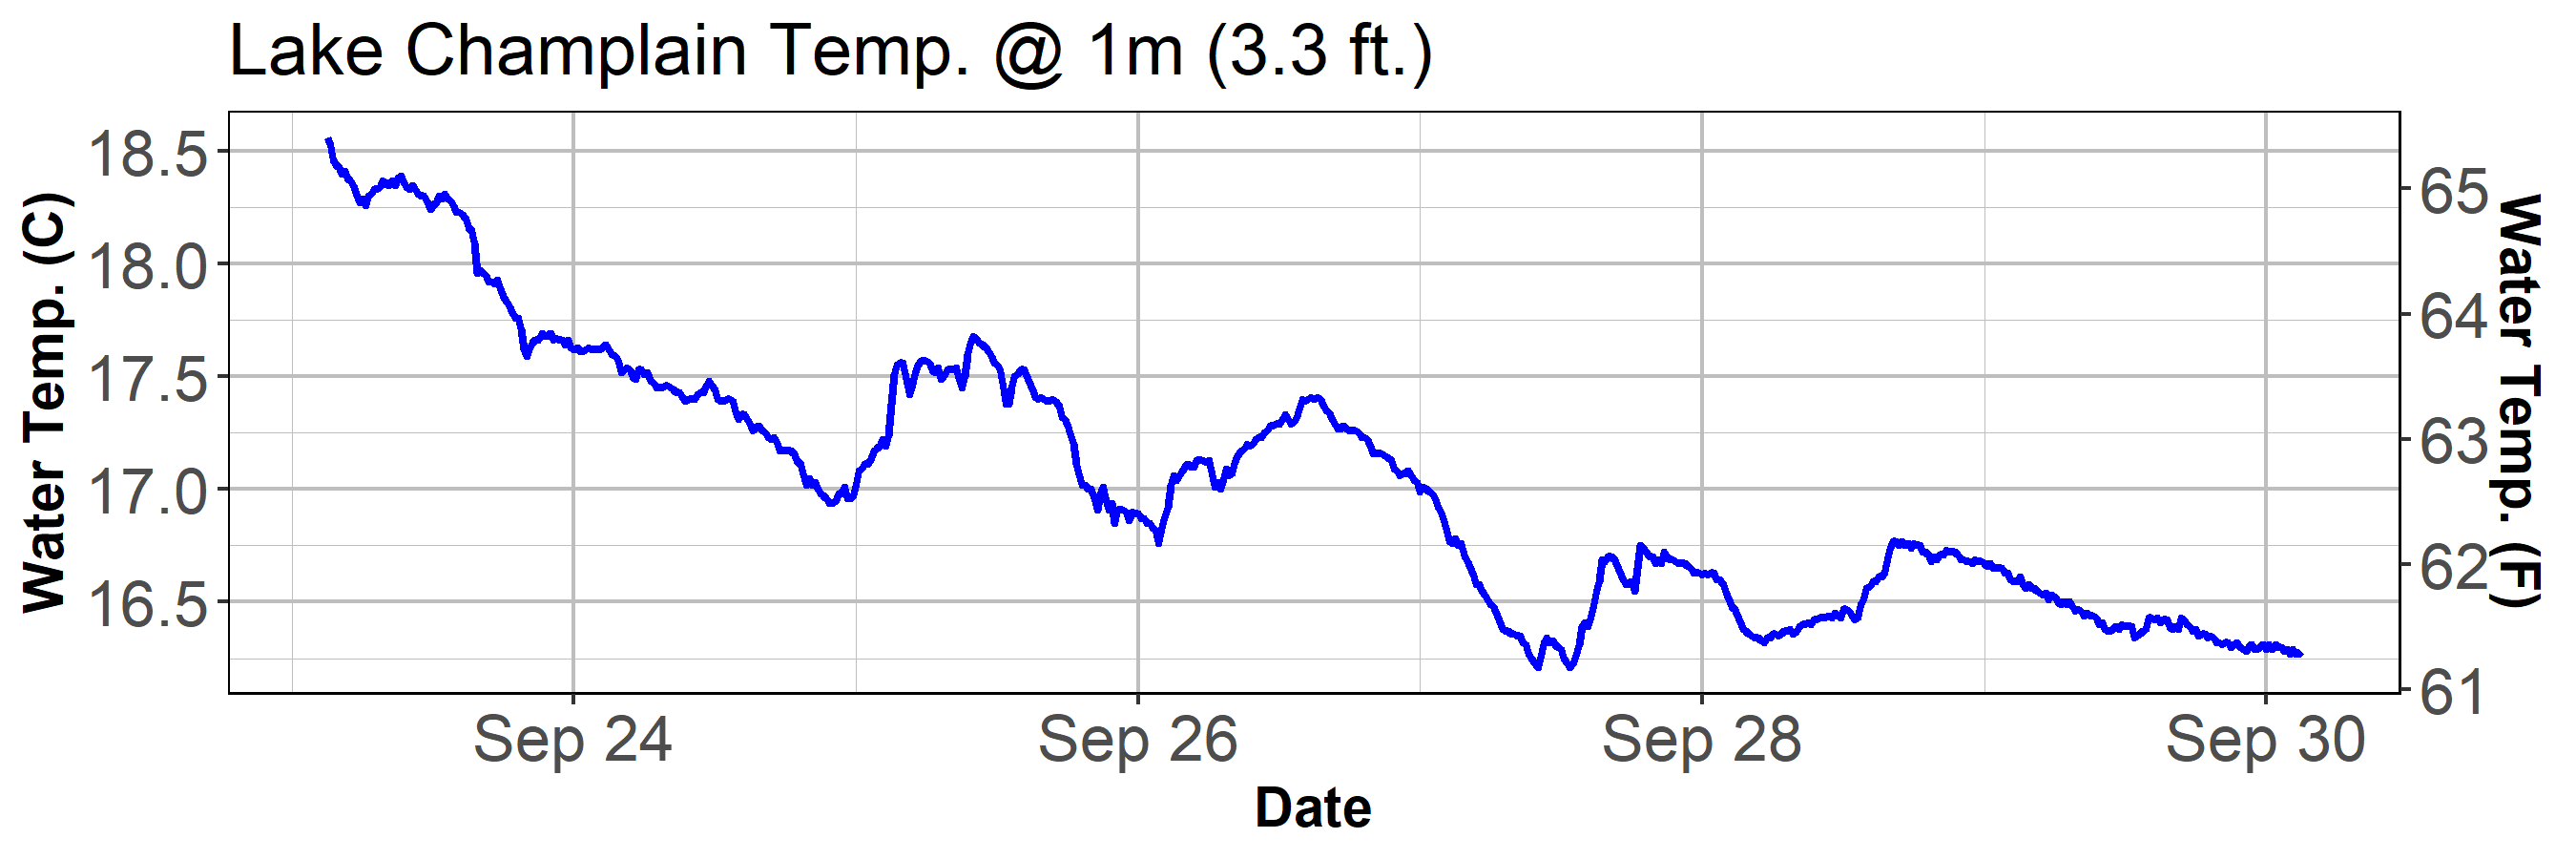 Lake Champlain Temp. @ 1m (3.3 ft.)
Water Temp. (C)
18.5
18.0
17.5
17.0
16.5
65
64
63
62
61
Water Temp. (F)
Sep 24
Sep 26
Sep 28
Sep 30
Date